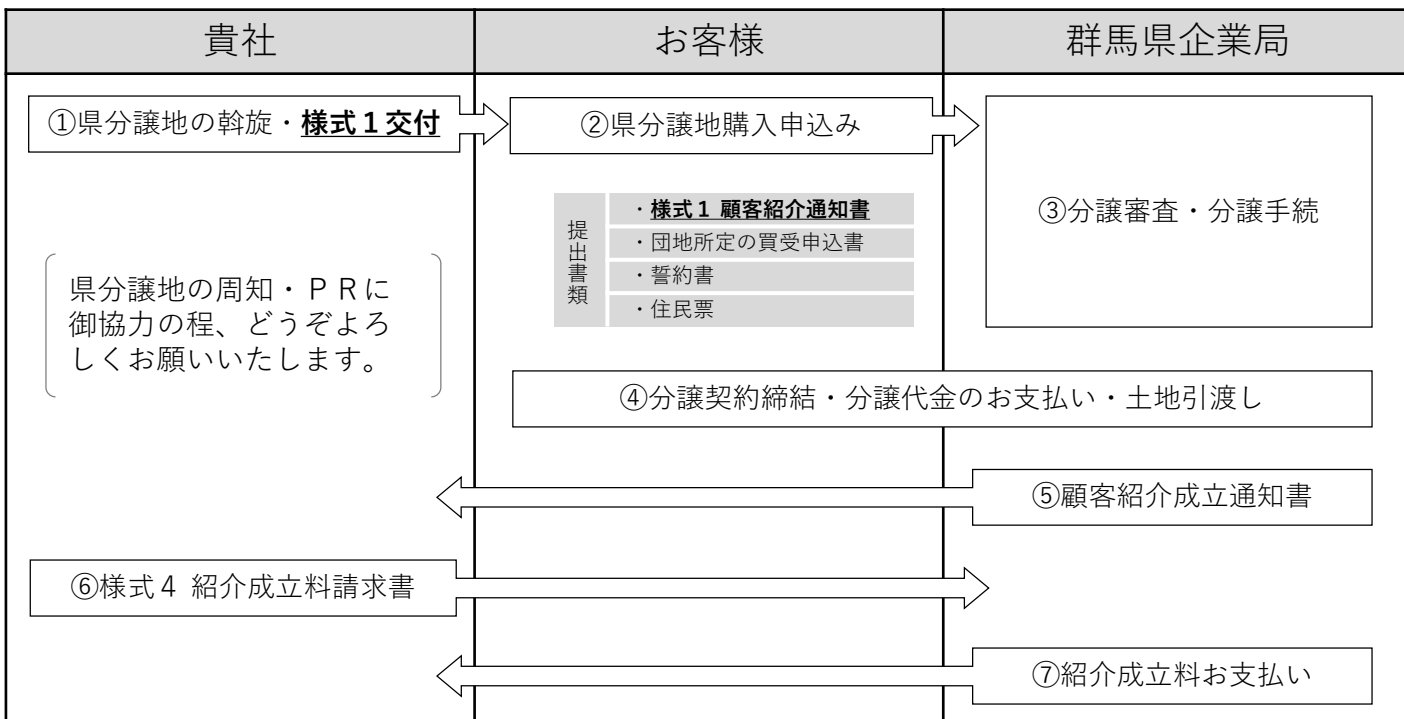 貴社
お客様
群馬県企業局
①県分譲地の斡旋・様式１交付
②県分譲地購入申込み
③分譲審査・分譲手続
提出書類
・様式１ 顧客紹介通知書
・団地所定の買受申込書
・誓約書
・住民票
県分譲地の周知・ＰＲに
御協力の程、どうぞよろ
しくお願いいたします。
④分譲契約締結・分譲代金のお支払い・土地引渡し
⑤顧客紹介成立通知書
⑥様式４ 紹介成立料請求書
⑦紹介成立料お支払い